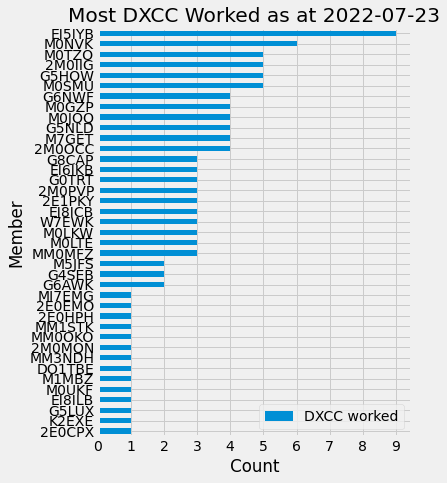 Most DXCC Worked as at 2022-07-23
EI5IYB
M0NVK
M0TZO
2M0IIG
G5HOW
M0SMU
G6NWF
M0GZP
M0JQQ
G5NLD
M7GET
2M0OCC
G8CAP
EI6IKB
G0TRT
2M0PVP
2E1PKY
EI8ICB
W7EWK
M0LKW
M0LTE
MM0MFZ
M5JFS
G4SEB
G6AWK
MI7EMG
2E0EMO
2E0HPH
MM1STK
MM0OKO
2M0MQN
MM3NDH
DO1TBE
M1MBZ
M0UKF
EI8ILB
G5LUX
K2EXE
2E0CPX
Member
0 1 2 3 4 5 6 7 8 9
Count
DXCC worked